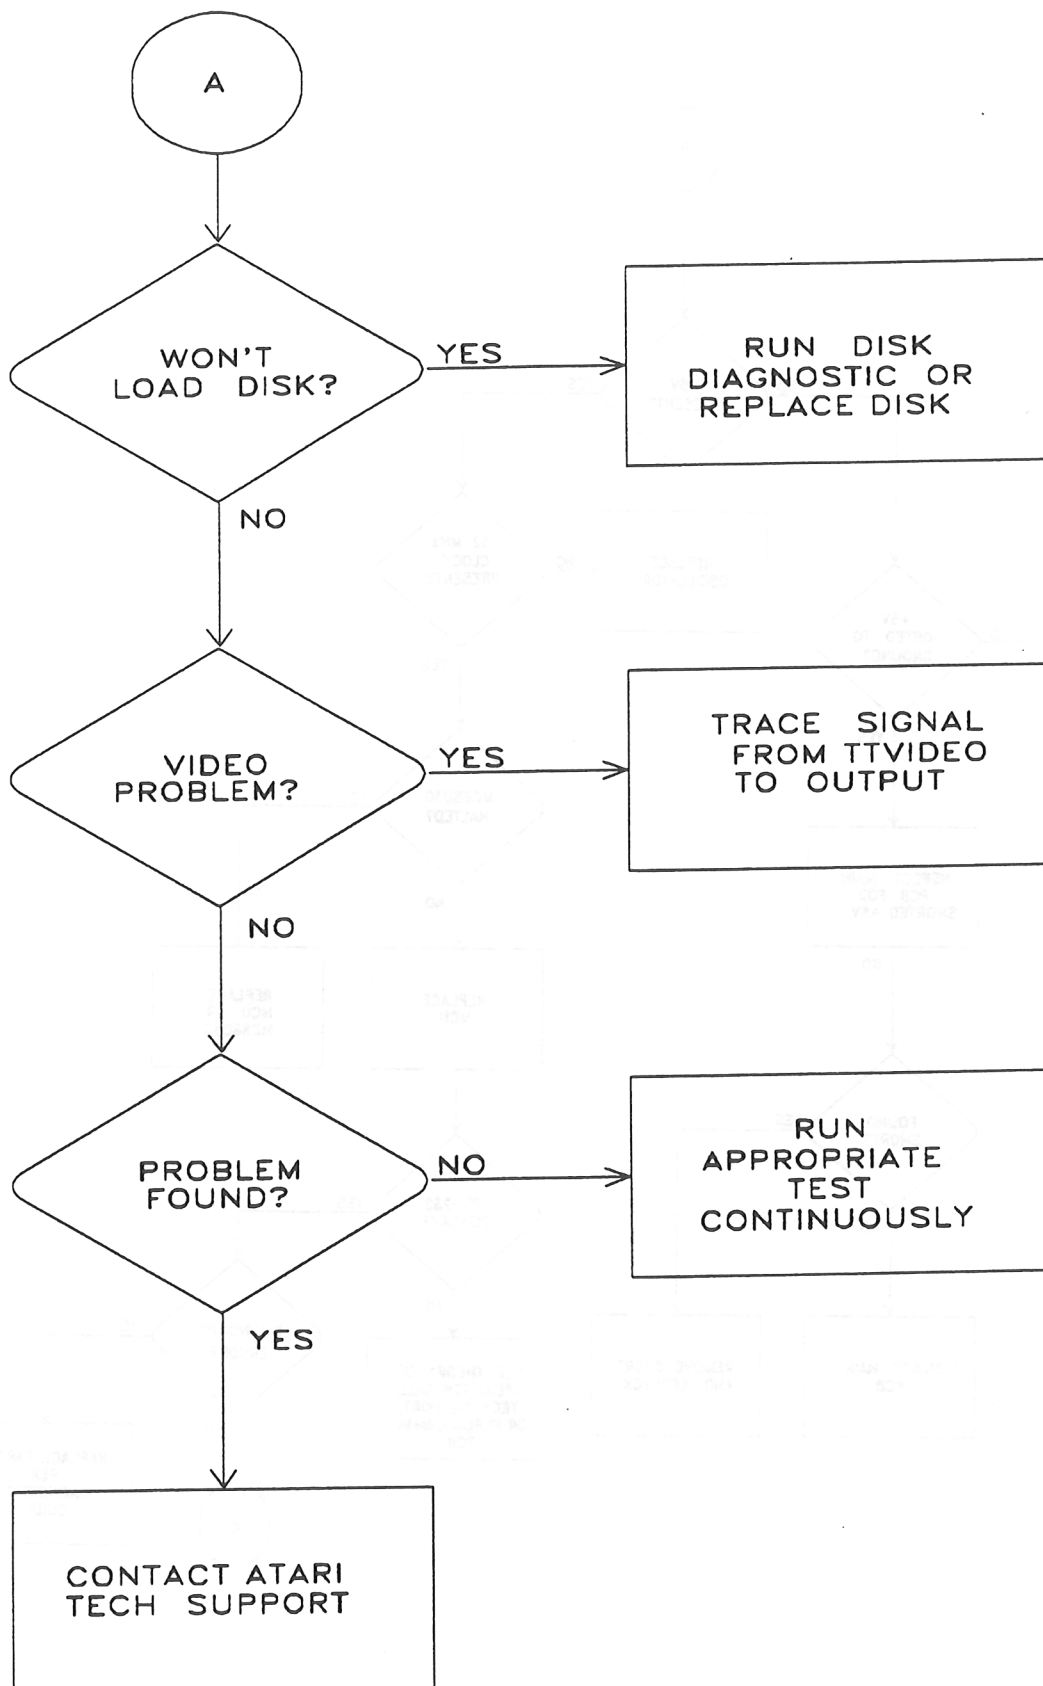 A
WON'T
LOAD DISK?
YES
RUN DISK
DIAGNOSTIC OR
REPLACE DISK
NO
VIDEO
PROBLEM?
YES
TRACE SIGNAL
FROM TTVIDEO
TO OUTPUT
NO
PROBLEM
FOUND?
NO
RUN
APPROPRIATE
TEST
CONTINUOUSLY
YES
CONTACT ATARI
TECH SUPPORT